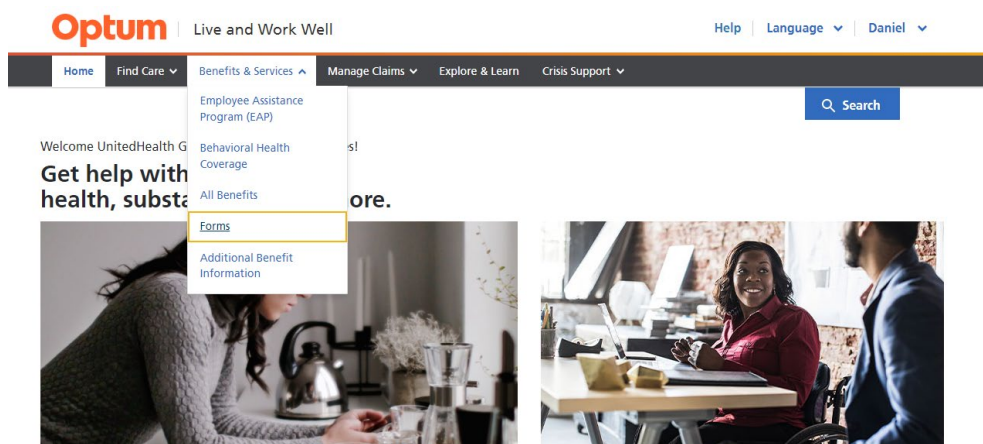 Optum Live and Work Well Help Language Daniel
Home Find Care Benefits & Services Manage Claims Explore & Learn Crisis Support
Employee Assistance
Program (EAP)
Search
Welcome UnitedHealth G
Behavioral Health
Coverage
Get help with
All Benefits
health, substa ore.
Forms
Additional Benefit
Information